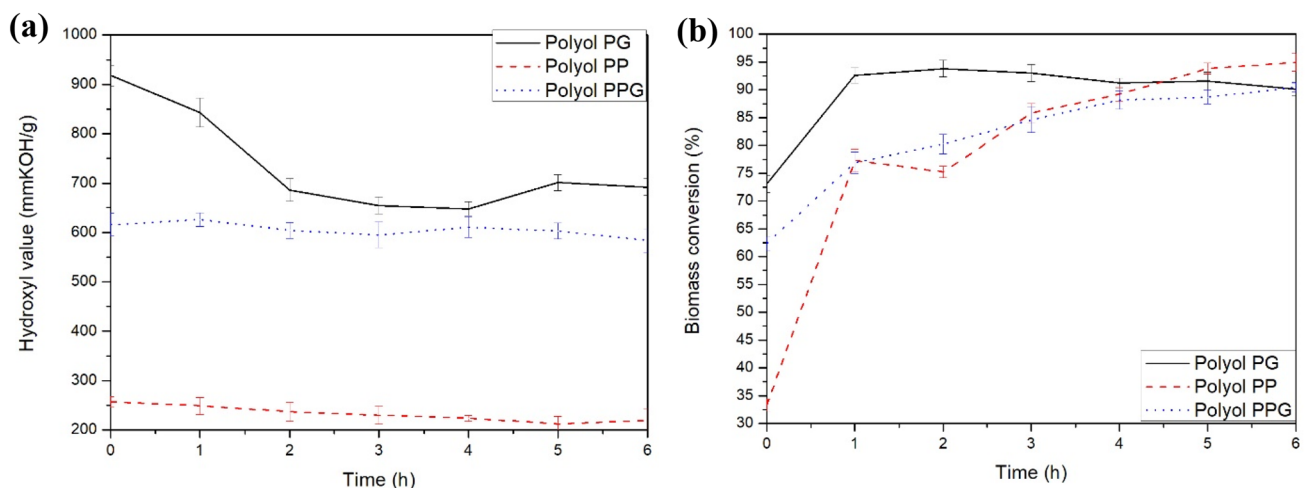 (a)
1000
900
800
700
600
500
400
300
200
Hydroxyl value (mmKOH/g)
0 1 2 3 4 5 6
Time (h)
Polyol PG
Polyol PP
Polyol PPG
(b)
100
95
90
85
80
75
70
65
60
55
50
45
40
35
30
Biomass conversion (%)
0 1 2 3 4 5 6
Time (h)
Polyol PG
Polyol PP
Polyol PPG